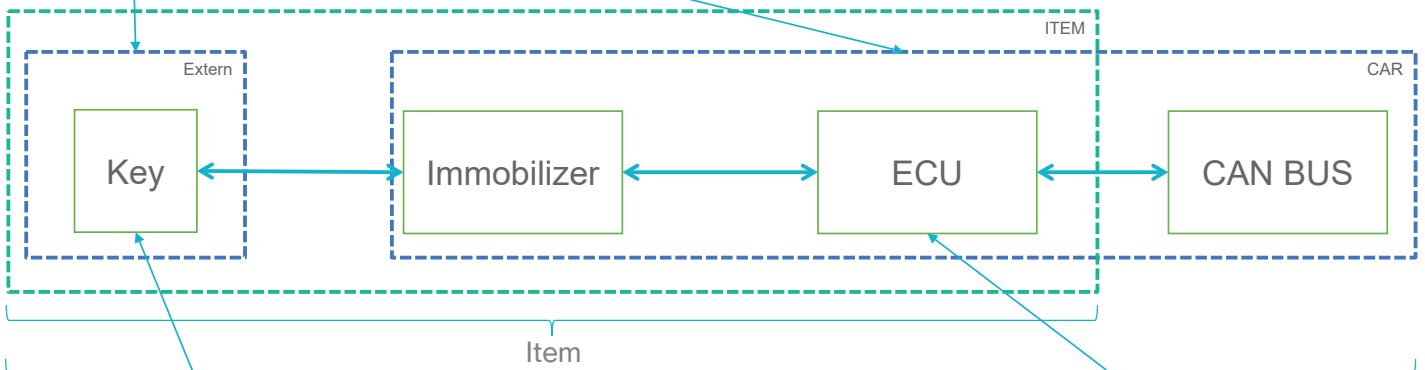 ITEM
Extern
CAR
Key
Immobilizer
ECU
CAN BUS
Item